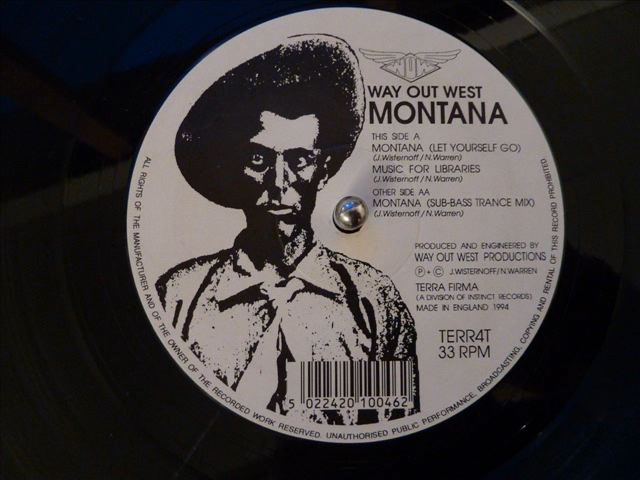 WOW
WAY OUT WEST
MONTANA
THIS SIDE A
MONTANA (LET YOURSELF GO)
(J.Wisternoff/N.Warren)
MUSIC FOR LIBRARIES
(J.Wisternoff/N.Warren)
OTHER SIDE AA
MONTANA (SUB-BASS TRANCE MIX)
(J.Wisternoff/N.Warren)
PRODUCED AND ENGINEERED BY
WAY OUT WEST PRODUCTIONS
Ⓟ + © J.WISTERNOFF/N.WARREN
TERRA FIRMA
(A DIVISION OF INSTINCT RECORDS)
MADE IN ENGLAND 1994
TERR4T
33 RPM
5 022420 100462
ALL RIGHTS OF THE MANUFACTURER AND OF THE OWNER OF THE RECORDED WORK RESERVED. UNAUTHORISED PUBLIC PERFORMANCE, BROADCASTING, COPYING AND RENTAL OF THIS RECORD PROHIBITED.